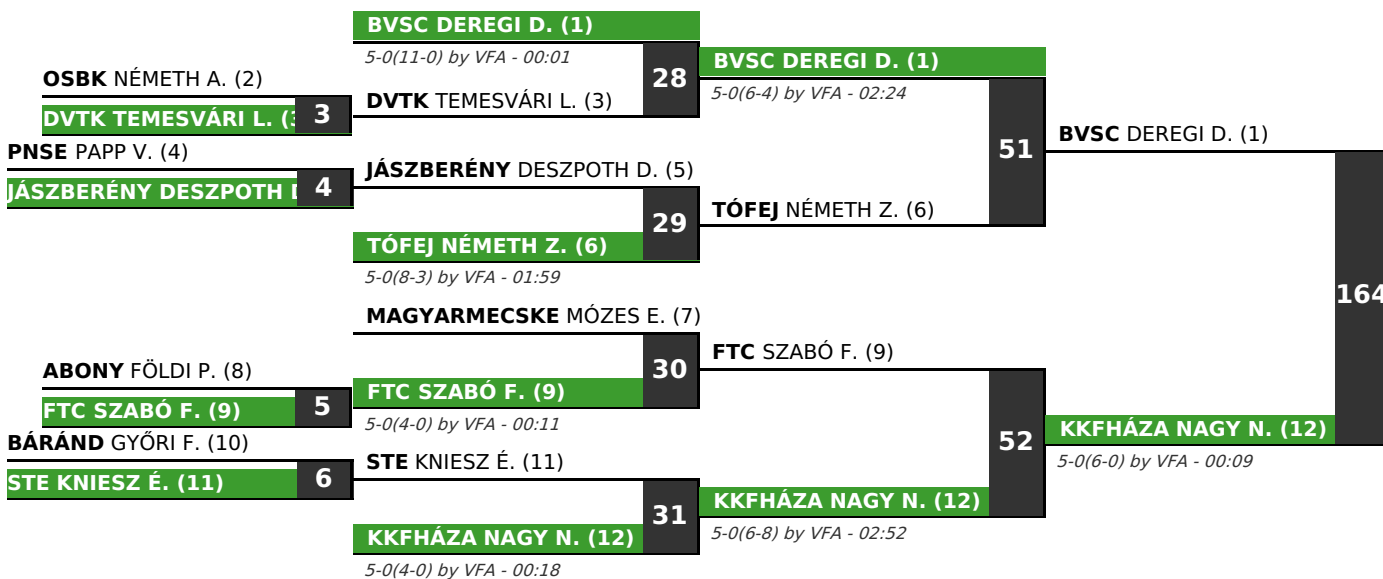 BVSC DEREGI D. (1)
5-0(11-0) by VFA - 00:01
28
BVSC DEREGI D. (1)
5-0(6-4) by VFA - 02:24
OSBK NÉMETH A. (2)
DVTK TEMESVÁRI L. (3
3
DVTK TEMESVÁRI L. (3)
PNSE PAPP V. (4)
JÁSZBERÉNY DESZPOTH
4
JÁSZBERÉNY DESZPOTH D. (5)
51
BVSC DEREGI D. (1)
29
TÓFEJ NÉMETH Z. (6)
TÓFEJ NÉMETH Z. (6)
5-0(8-3) by VFA - 01:59
164
MAGYARMECSKE MÓZES E. (7)
30
FTC SZABÓ F. (9)
ABONY FÖLDI P. (8)
FTC SZABÓ F. (9)
5
FTC SZABÓ F. (9)
5-0(4-0) by VFA - 00:11
BÁRÁND GYŐRI F. (10)
STE KNIESZ É. (11)
6
STE KNIESZ É. (11)
52
KKFHÁZA NAGY N. (12)
5-0(6-0) by VFA - 00:09
31
KKFHÁZA NAGY N. (12)
5-0(6-8) by VFA - 02:52
KKFHÁZA NAGY N. (12)
5-0(4-0) by VFA - 00:18